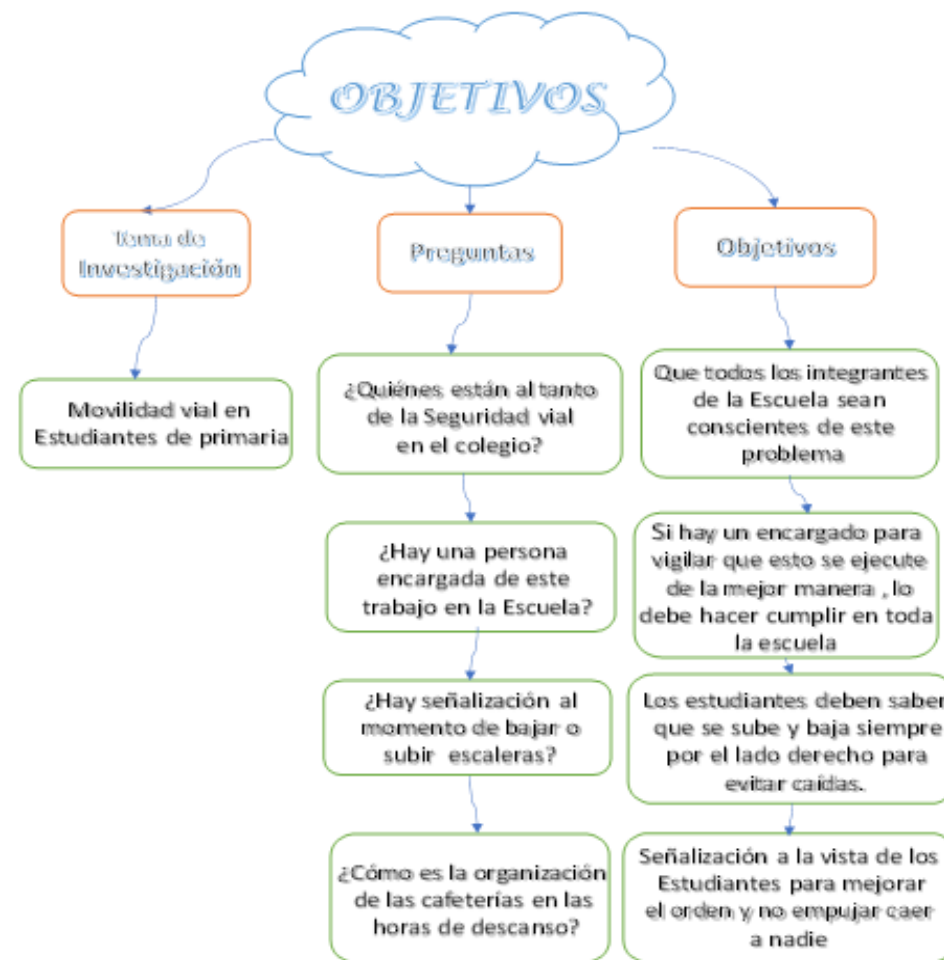 OBJETIVOS
Tema de
Investigación
Preguntas
Objetivos
Movilidad vial en
Estudiantes de primaria
¿Quiénes están al tanto
de la Seguridad vial
en el colegio?
¿Hay una persona
encargada de este
trabajo en la Escuela?
¿Hay señalización al
momento de bajar o
subir escaleras?
¿Cómo es la organización
de las cafeterías en las
horas de descanso?
Que todos los integrantes
de la Escuela sean
conscientes de este
problema
Si hay un encargado para
vigilar que esto se ejecute
de la mejor manera , lo
debe hacer cumplir en toda
la escuela
Los estudiantes deben saber
que se sube y baja siempre
por el lado derecho para
evitar caídas.
Señalización a la vista de los
Estudiantes para mejorar
el orden y no empujar caer
a nadie